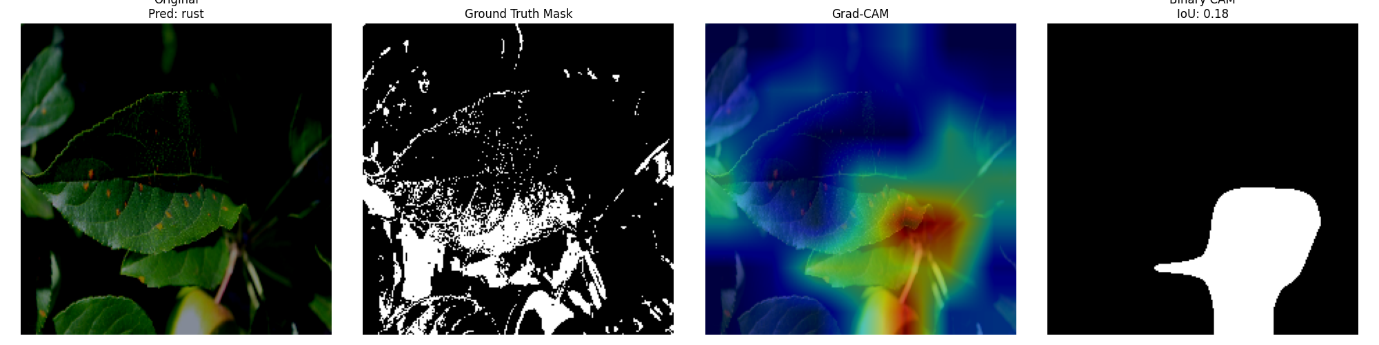 Original
Pred: rust
Ground Truth Mask
Grad-CAM
Binary CAM
IoU: 0.18